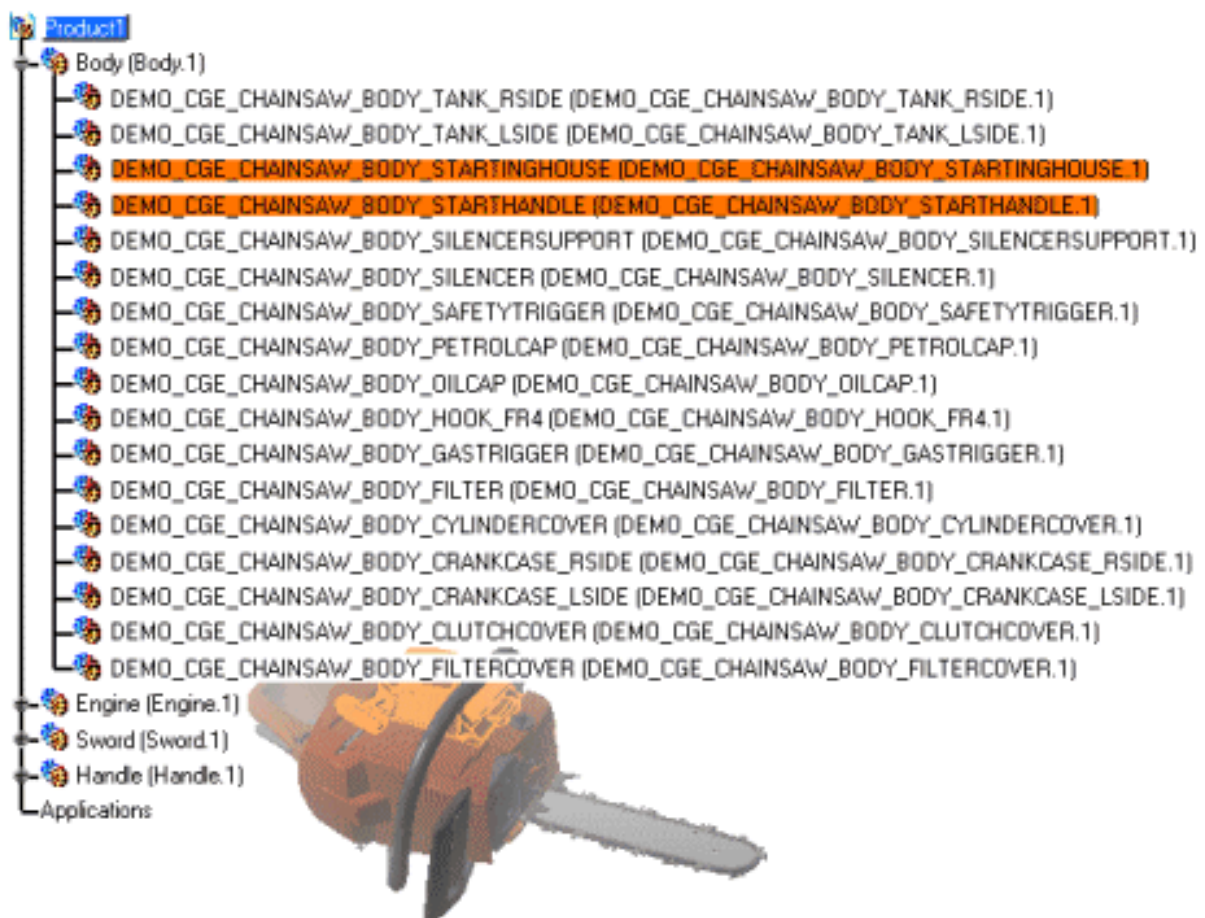 Product1
Body (Body.1)
DEMO_CGE_CHAINSAW_BODY_TANK_RSIDE (DEMO_CGE_CHAINSAW_BODY_TANK_RSIDE.1)
DEMO_CGE_CHAINSAW_BODY_TANK_LSIDE (DEMO_CGE_CHAINSAW_BODY_TANK_LSIDE.1)
DEMO_CGE_CHAINSAW_BODY_STARTINGHOUSE (DEMO_CGE_CHAINSAW_BODY_STARTINGHOUSE.1)
DEMO_CGE_CHAINSAW_BODY_STARTHANDLE (DEMO_CGE_CHAINSAW_BODY_STARTHANDLE.1)
DEMO_CGE_CHAINSAW_BODY_SILENCERSUPPORT (DEMO_CGE_CHAINSAW_BODY_SILENCERSUPPORT.1)
DEMO_CGE_CHAINSAW_BODY_SILENCER (DEMO_CGE_CHAINSAW_BODY_SILENCER.1)
DEMO_CGE_CHAINSAW_BODY_SAFETYTRIGGER (DEMO_CGE_CHAINSAW_BODY_SAFETYTRIGGER.1)
DEMO_CGE_CHAINSAW_BODY_PETROLCAP (DEMO_CGE_CHAINSAW_BODY_PETROLCAP.1)
DEMO_CGE_CHAINSAW_BODY_OILCAP (DEMO_CGE_CHAINSAW_BODY_OILCAP.1)
DEMO_CGE_CHAINSAW_BODY_HOOK_FR4 (DEMO_CGE_CHAINSAW_BODY_HOOK_FR4.1)
DEMO_CGE_CHAINSAW_BODY_GASTRIGGER (DEMO_CGE_CHAINSAW_BODY_GASTRIGGER.1)
DEMO_CGE_CHAINSAW_BODY_FILTER (DEMO_CGE_CHAINSAW_BODY_FILTER.1)
DEMO_CGE_CHAINSAW_BODY_CYLINDERCOVER (DEMO_CGE_CHAINSAW_BODY_CYLINDERCOVER.1)
DEMO_CGE_CHAINSAW_BODY_CRANKCASE_RSIDE (DEMO_CGE_CHAINSAW_BODY_CRANKCASE_RSIDE.1)
DEMO_CGE_CHAINSAW_BODY_CRANKCASE_LSIDE (DEMO_CGE_CHAINSAW_BODY_CRANKCASE_LSIDE.1)
DEMO_CGE_CHAINSAW_BODY_CLUTCHCOVER (DEMO_CGE_CHAINSAW_BODY_CLUTCHCOVER.1)
DEMO_CGE_CHAINSAW_BODY_FILTERCOVER (DEMO_CGE_CHAINSAW_BODY_FILTERCOVER.1)
Engine (Engine.1)
Sword (Sword.1)
Handle (Handle.1)
Applications